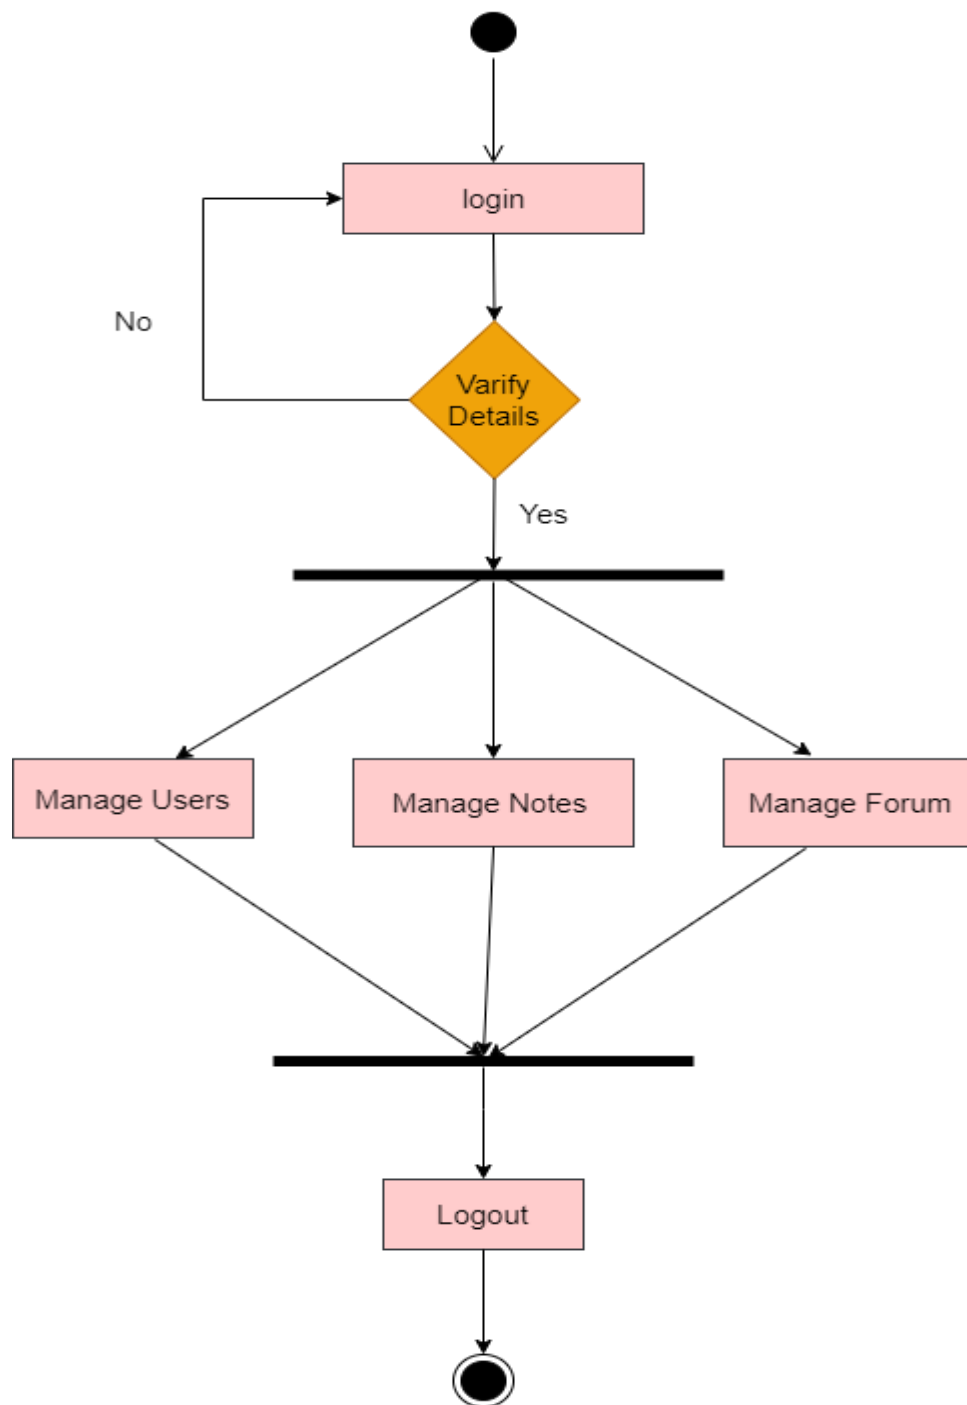 login
No
Varify
Details
Yes
Manage Users
Manage Notes
Manage Forum
Logout